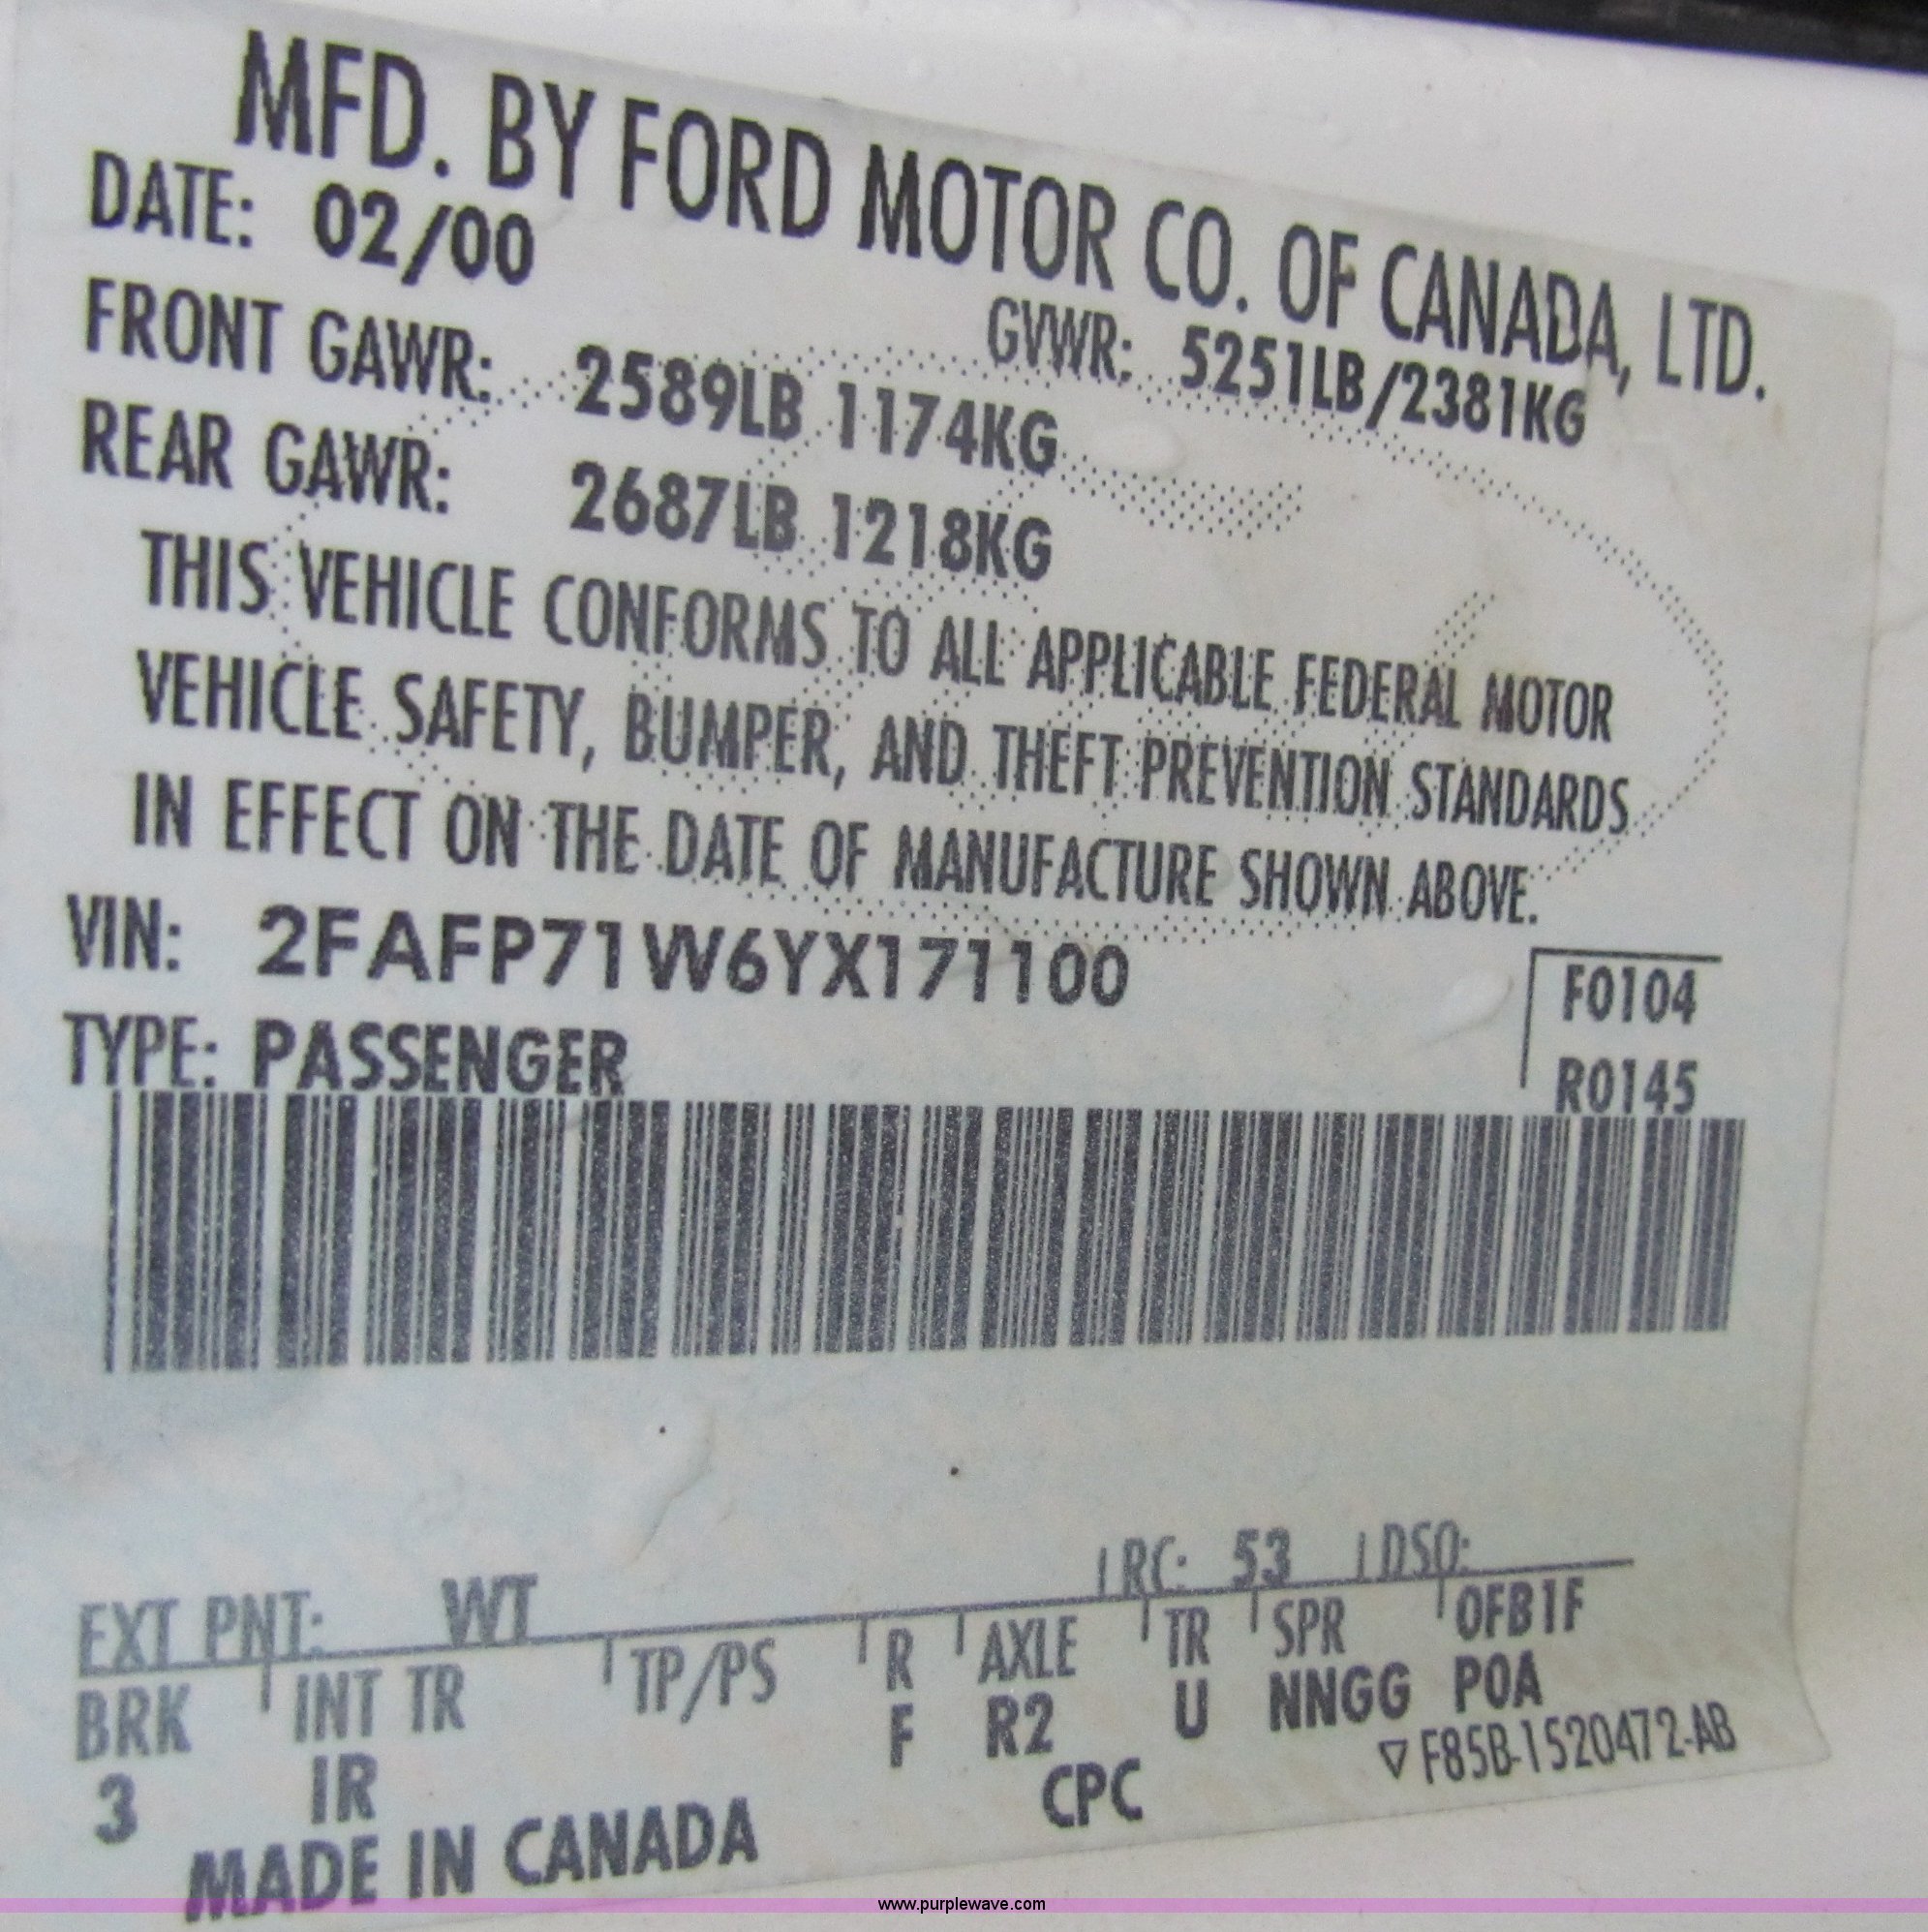 MFD. BY FORD MOTOR CO. OF CANADA, LTD.
DATE: 02/00
GVWR: 5251LB/2381KG
FRONT GAWR: 2589LB 1174KG
REAR GAWR: 2687LB 1218KG
THIS VEHICLE CONFORMS TO ALL APPLICABLE FEDERAL MOTOR
VEHICLE SAFETY, BUMPER, AND THEFT PREVENTION STANDARDS
IN EFFECT ON THE DATE OF MANUFACTURE SHOWN ABOVE.
VIN: 2FAFP71W6YX171100
F0104
TYPE: PASSENGER
R0145
EXT PNT: WT RC: 53 DSO:
BRK INT TR TP/PS R AXLE TR SPR 0FB1F
3 IR F R2 U NNGG P0A
MADE IN CANADA CPC ▽F85B-1520472-AB
www.purplewave.com